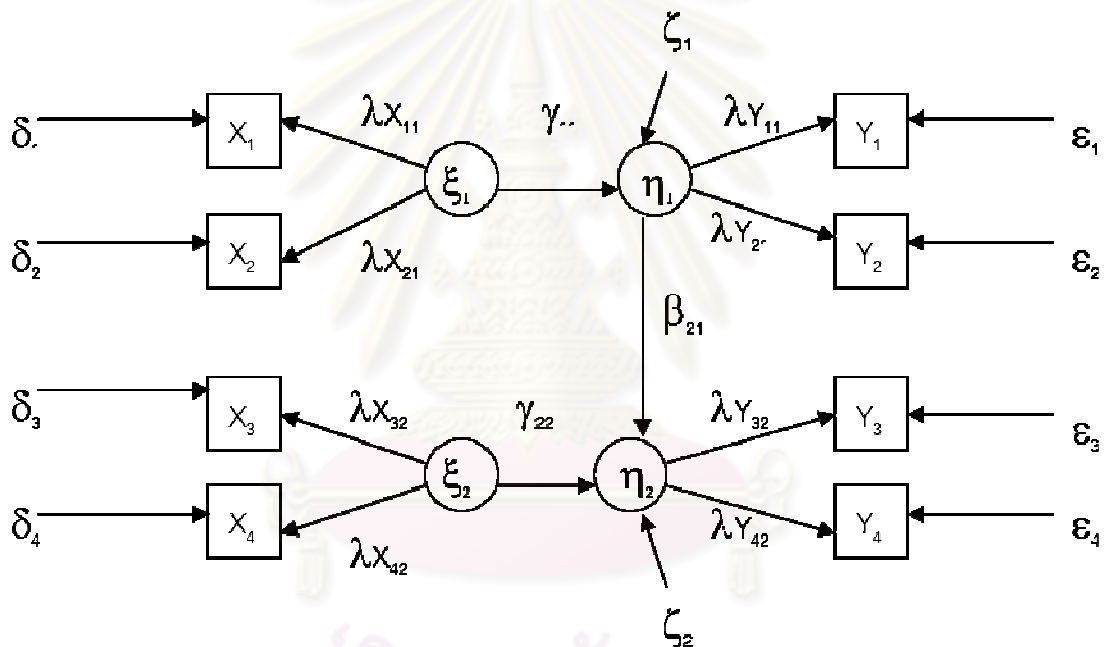 ζ₁
λX₁₁
γ
λY₁₁
X₁
Y₁
δ
ξ₁
η₁
ε₁
X₂
λX₂₁
λY₂
Y₂
δ₂
ε₂
β₂₁
λX₃₂
γ₂₂
λY₃₂
X₃
Y₃
δ₃
ξ₂
η₂
ε₃
X₄
λX₄₂
λY₄₂
Y₄
δ₄
ε₄
ζ₂